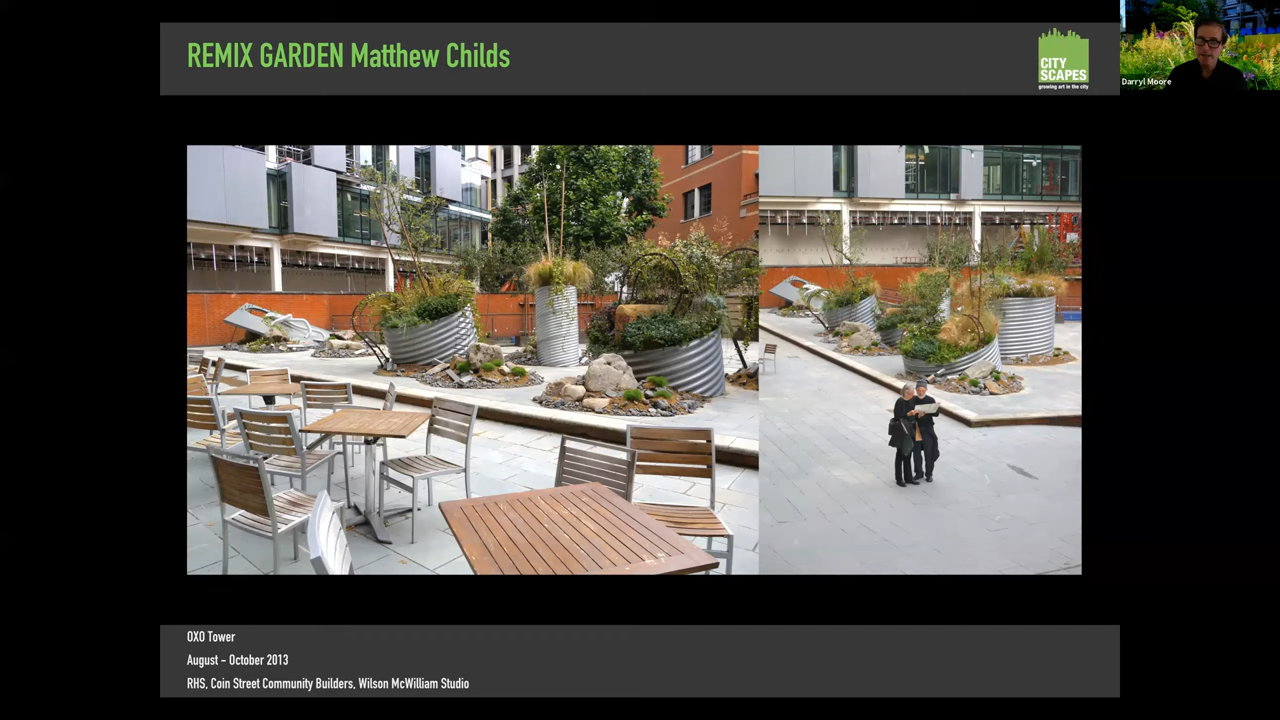 REMIX GARDEN Matthew Childs
CITY
SCAPES
growing art in the city
Darryl Moore
OXO Tower
August - October 2013
RHS, Coin Street Community Builders, Wilson McWilliam Studio